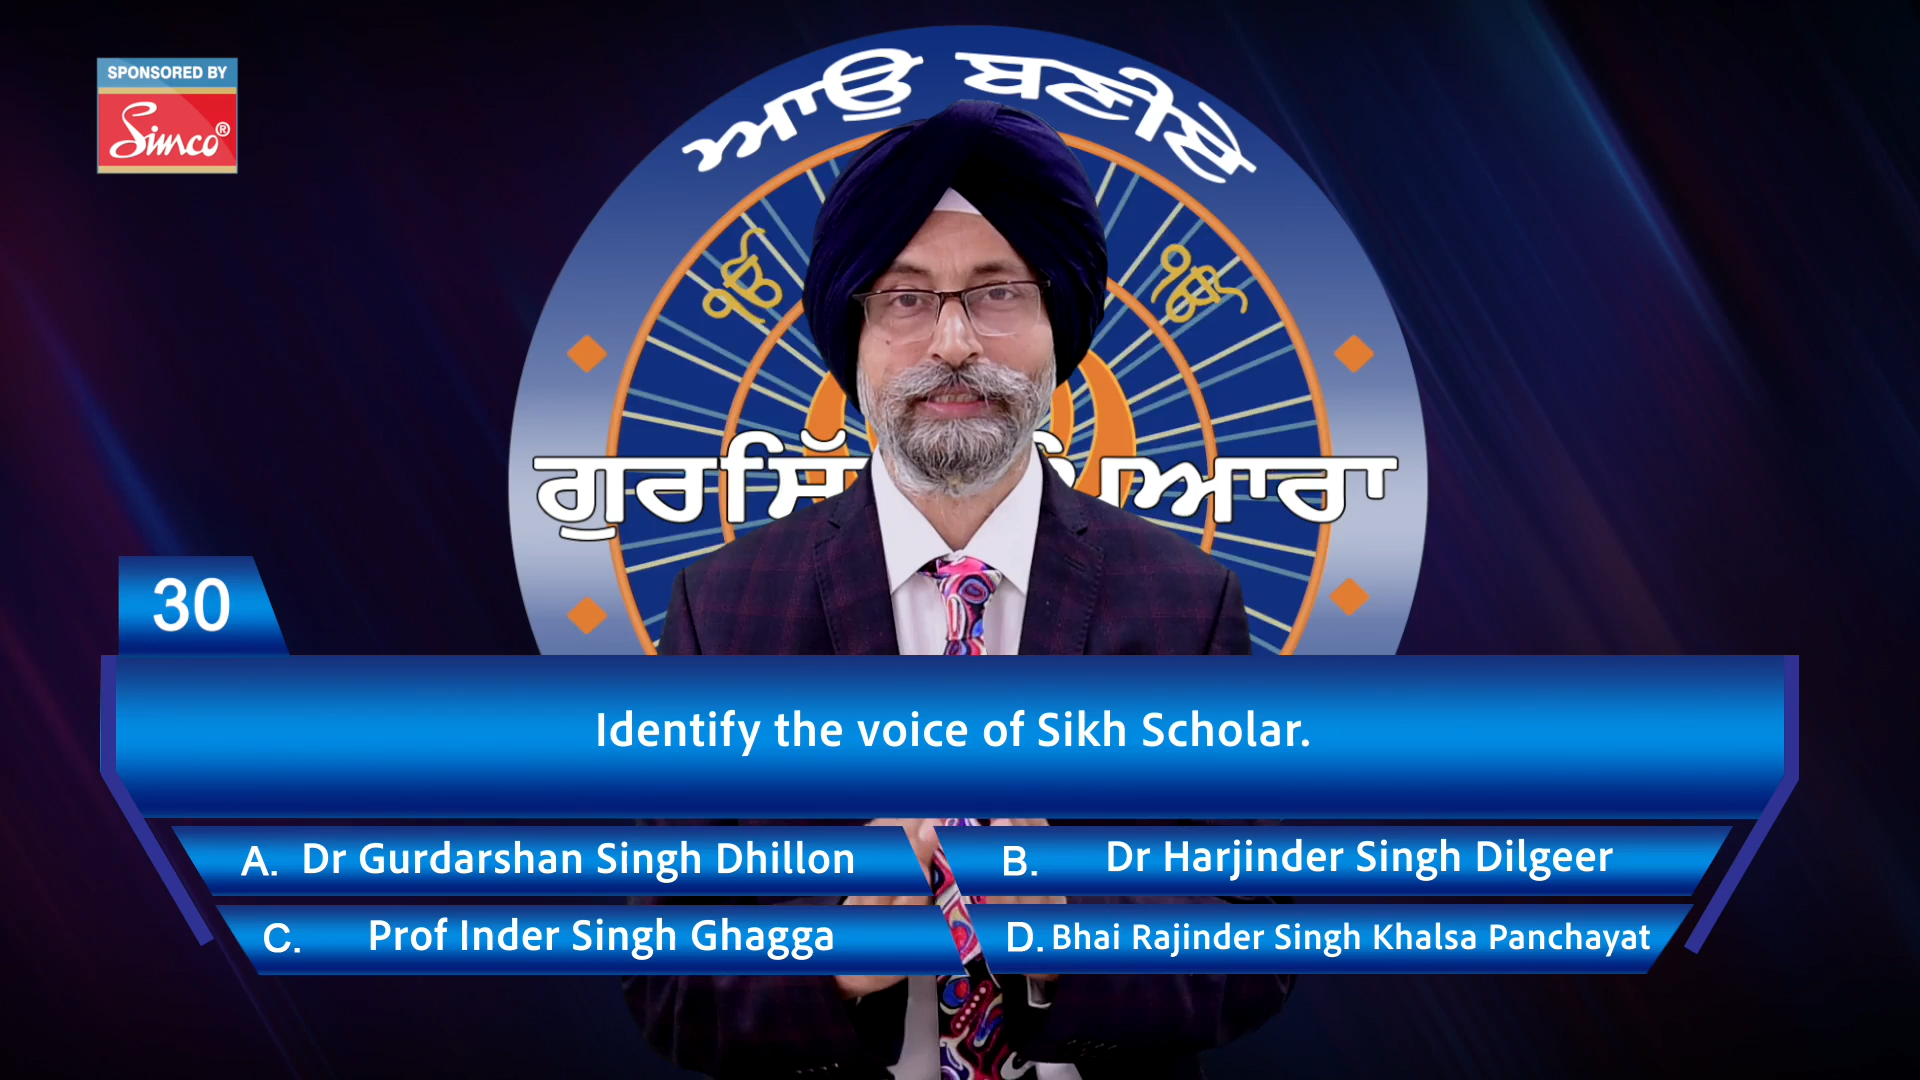 SPONSORED BY
Simco®
ਆਓ ਬਣੀਏ
30
Identify the voice of Sikh Scholar.
A. Dr Gurdarshan Singh Dhillon
B. Dr Harjinder Singh Dilgeer
C. Prof Inder Singh Ghagga
D. Bhai Rajinder Singh Khalsa Panchayat